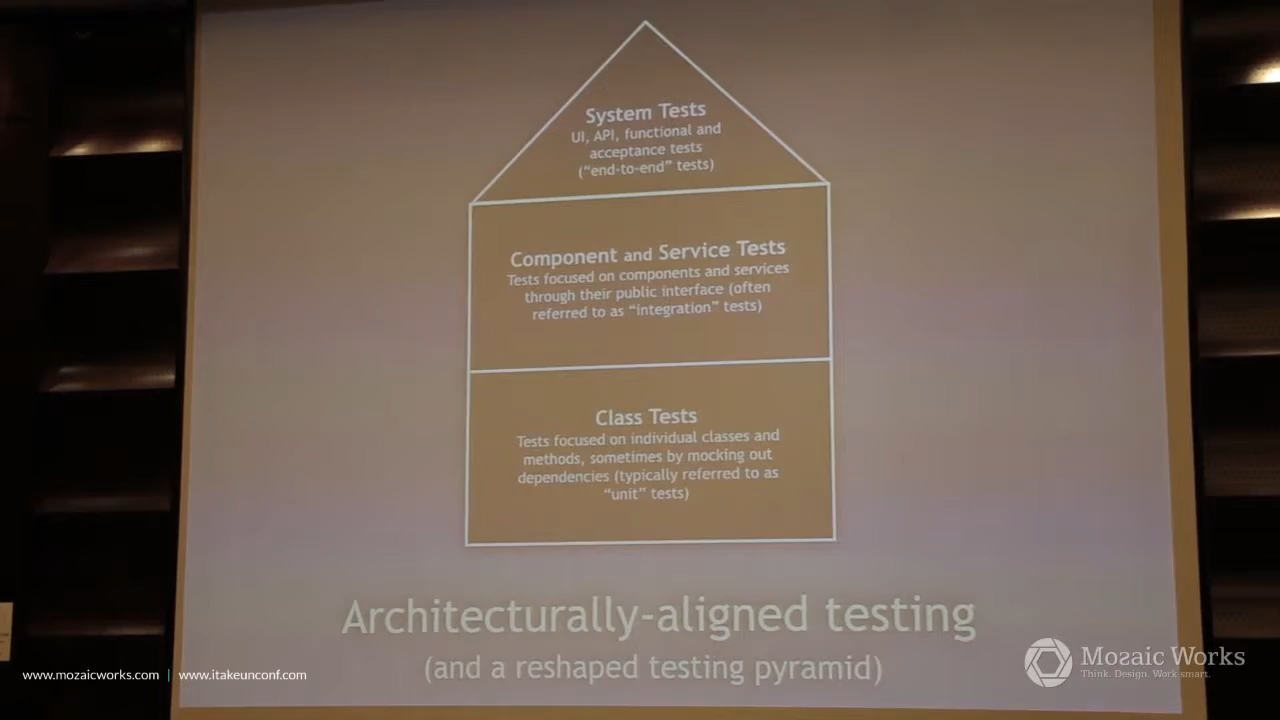 System Tests
UI, API, functional and
acceptance tests
(“end-to-end” tests)
Component and Service Tests
Tests focused on components and services
through their public interface (often
referred to as “integration” tests)
Class Tests
Tests focused on individual classes and
methods, sometimes by mocking out
dependencies (typically referred to as
“unit” tests)
Architecturally-aligned testing
(and a reshaped testing pyramid)
www.mozaicworks.com | www.itakeunconf.com
Mozaic Works
Think. Design. Work smart.